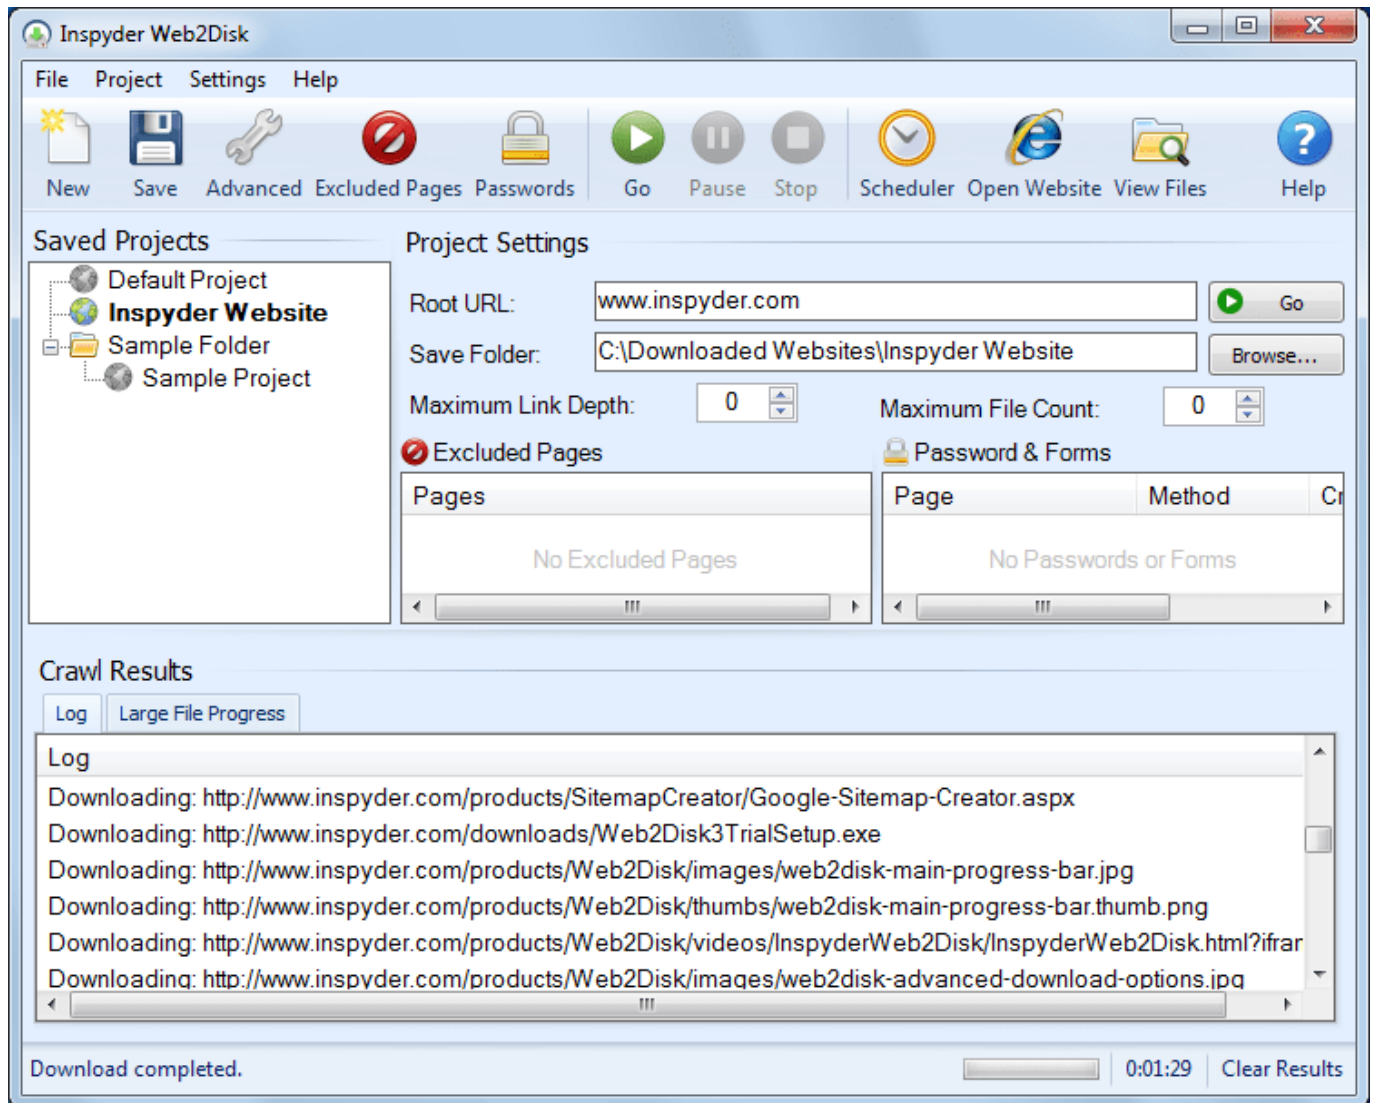 Inspyder Web2Disk
File Project Settings Help
New Save Advanced Excluded Pages Passwords Go Pause Stop Scheduler Open Website View Files Help
Saved Projects
Default Project
Inspyder Website
Sample Folder
Sample Project
Project Settings
Root URL: www.inspyder.com Go
Save Folder: C:\Downloaded Websites\Inspyder Website Browse...
Maximum Link Depth: 0 Maximum File Count: 0
Excluded Pages Password & Forms
Pages Page Method Cr
No Excluded Pages No Passwords or Forms
Crawl Results
Log Large File Progress
Log
Downloading: http://www.inspyder.com/products/SitemapCreator/Google-Sitemap-Creator.aspx
Downloading: http://www.inspyder.com/downloads/Web2Disk3TrialSetup.exe
Downloading: http://www.inspyder.com/products/Web2Disk/images/web2disk-main-progress-bar.jpg
Downloading: http://www.inspyder.com/products/Web2Disk/thumbs/web2disk-main-progress-bar.thumb.png
Downloading: http://www.inspyder.com/products/Web2Disk/videos/InspyderWeb2Disk/InspyderWeb2Disk.html?ifrar
Downloading: http://www.inspyder.com/products/Web2Disk/images/web2disk-advanced-download-options.jpg
Download completed. 0:01:29 Clear Results